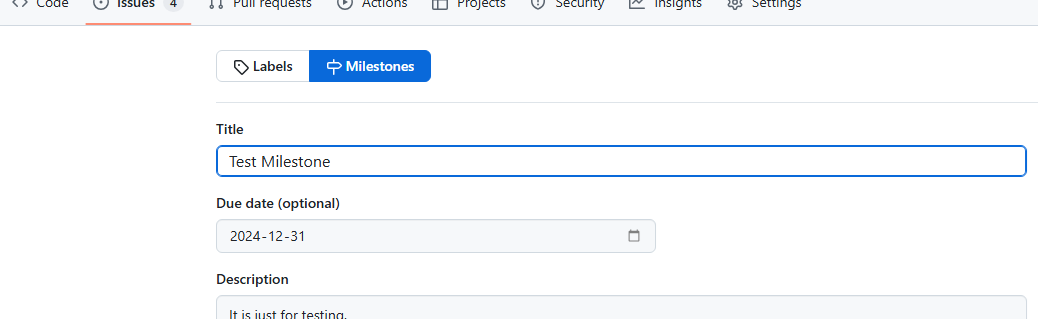 Code Issues 4 Pull requests Actions Projects Security Insights Settings
Labels Milestones
Title
Test Milestone
Due date (optional)
2024-12-31
Description
It is just for testing.